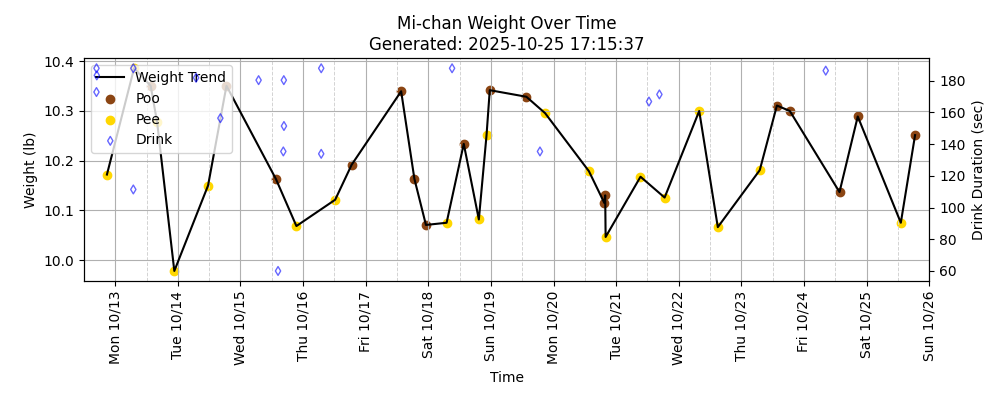 Mi-chan Weight Over Time
Generated: 2025-10-25 17:15:37
Weight (lb)
10.4
10.3
10.2
10.1
10.0
Weight Trend
Poo
Pee
Drink
180
160
140
120
100
80
60
Drink Duration (sec)
Mon 10/13
Tue 10/14
Wed 10/15
Thu 10/16
Fri 10/17
Sat 10/18
Sun 10/19
Mon 10/20
Tue 10/21
Wed 10/22
Thu 10/23
Fri 10/24
Sat 10/25
Sun 10/26
Time